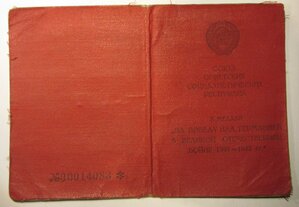 СОЮЗ
СОВЕТСКИХ
СОЦИАЛИСТИЧЕСКИХ
РЕСПУБЛИК
К МЕДАЛИ
„ЗА ПОБЕДУ НАД ГЕРМАНИЕЙ
В ВЕЛИКОЙ ОТЕЧЕСТВЕННОЙ
ВОЙНЕ 1941—1945 гг."